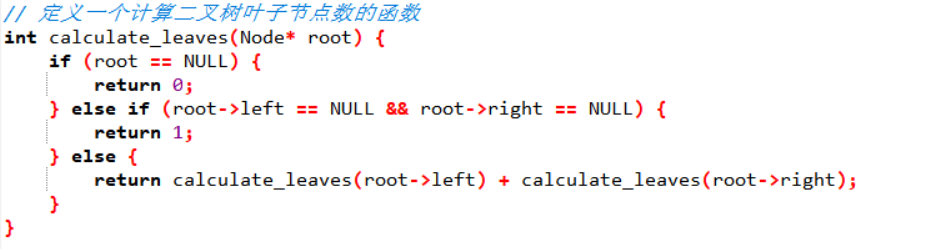 // 定义一个计算二叉树叶子节点数的函数
int calculate_leaves(Node* root) {
    if (root == NULL) {
        return 0;
    } else if (root->left == NULL && root->right == NULL) {
        return 1;
    } else {
        return calculate_leaves(root->left) + calculate_leaves(root->right);
    }
}